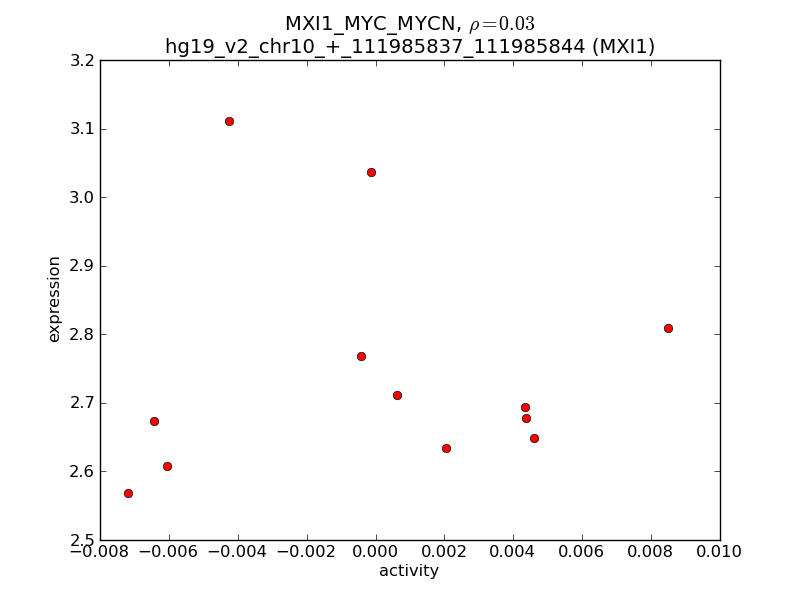 MXI1_MYC_MYCN, ρ=0.03
hg19_v2_chr10_+_111985837_111985844 (MXI1)
3.2
3.1
3.0
2.9
2.8
2.7
2.6
2.5
expression
−0.008 −0.006 −0.004 −0.002 0.000 0.002 0.004 0.006 0.008 0.010
activity